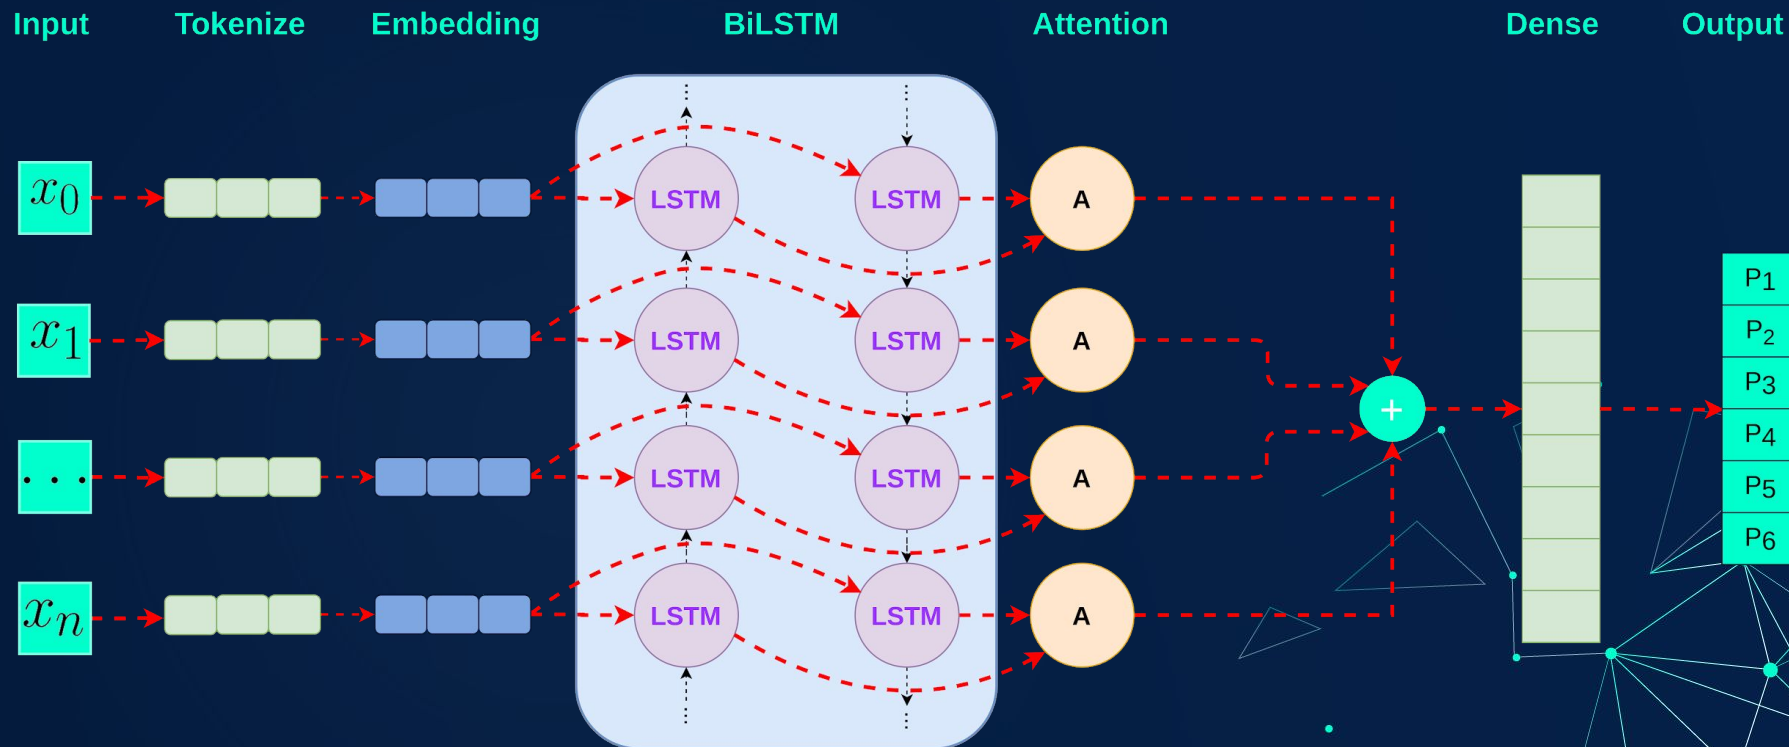 Input Tokenize Embedding BiLSTM Attention Dense Output
x0 LSTM LSTM A
x1 LSTM LSTM A
... LSTM LSTM A
xn LSTM LSTM A
+
P1
P2
P3
P4
P5
P6